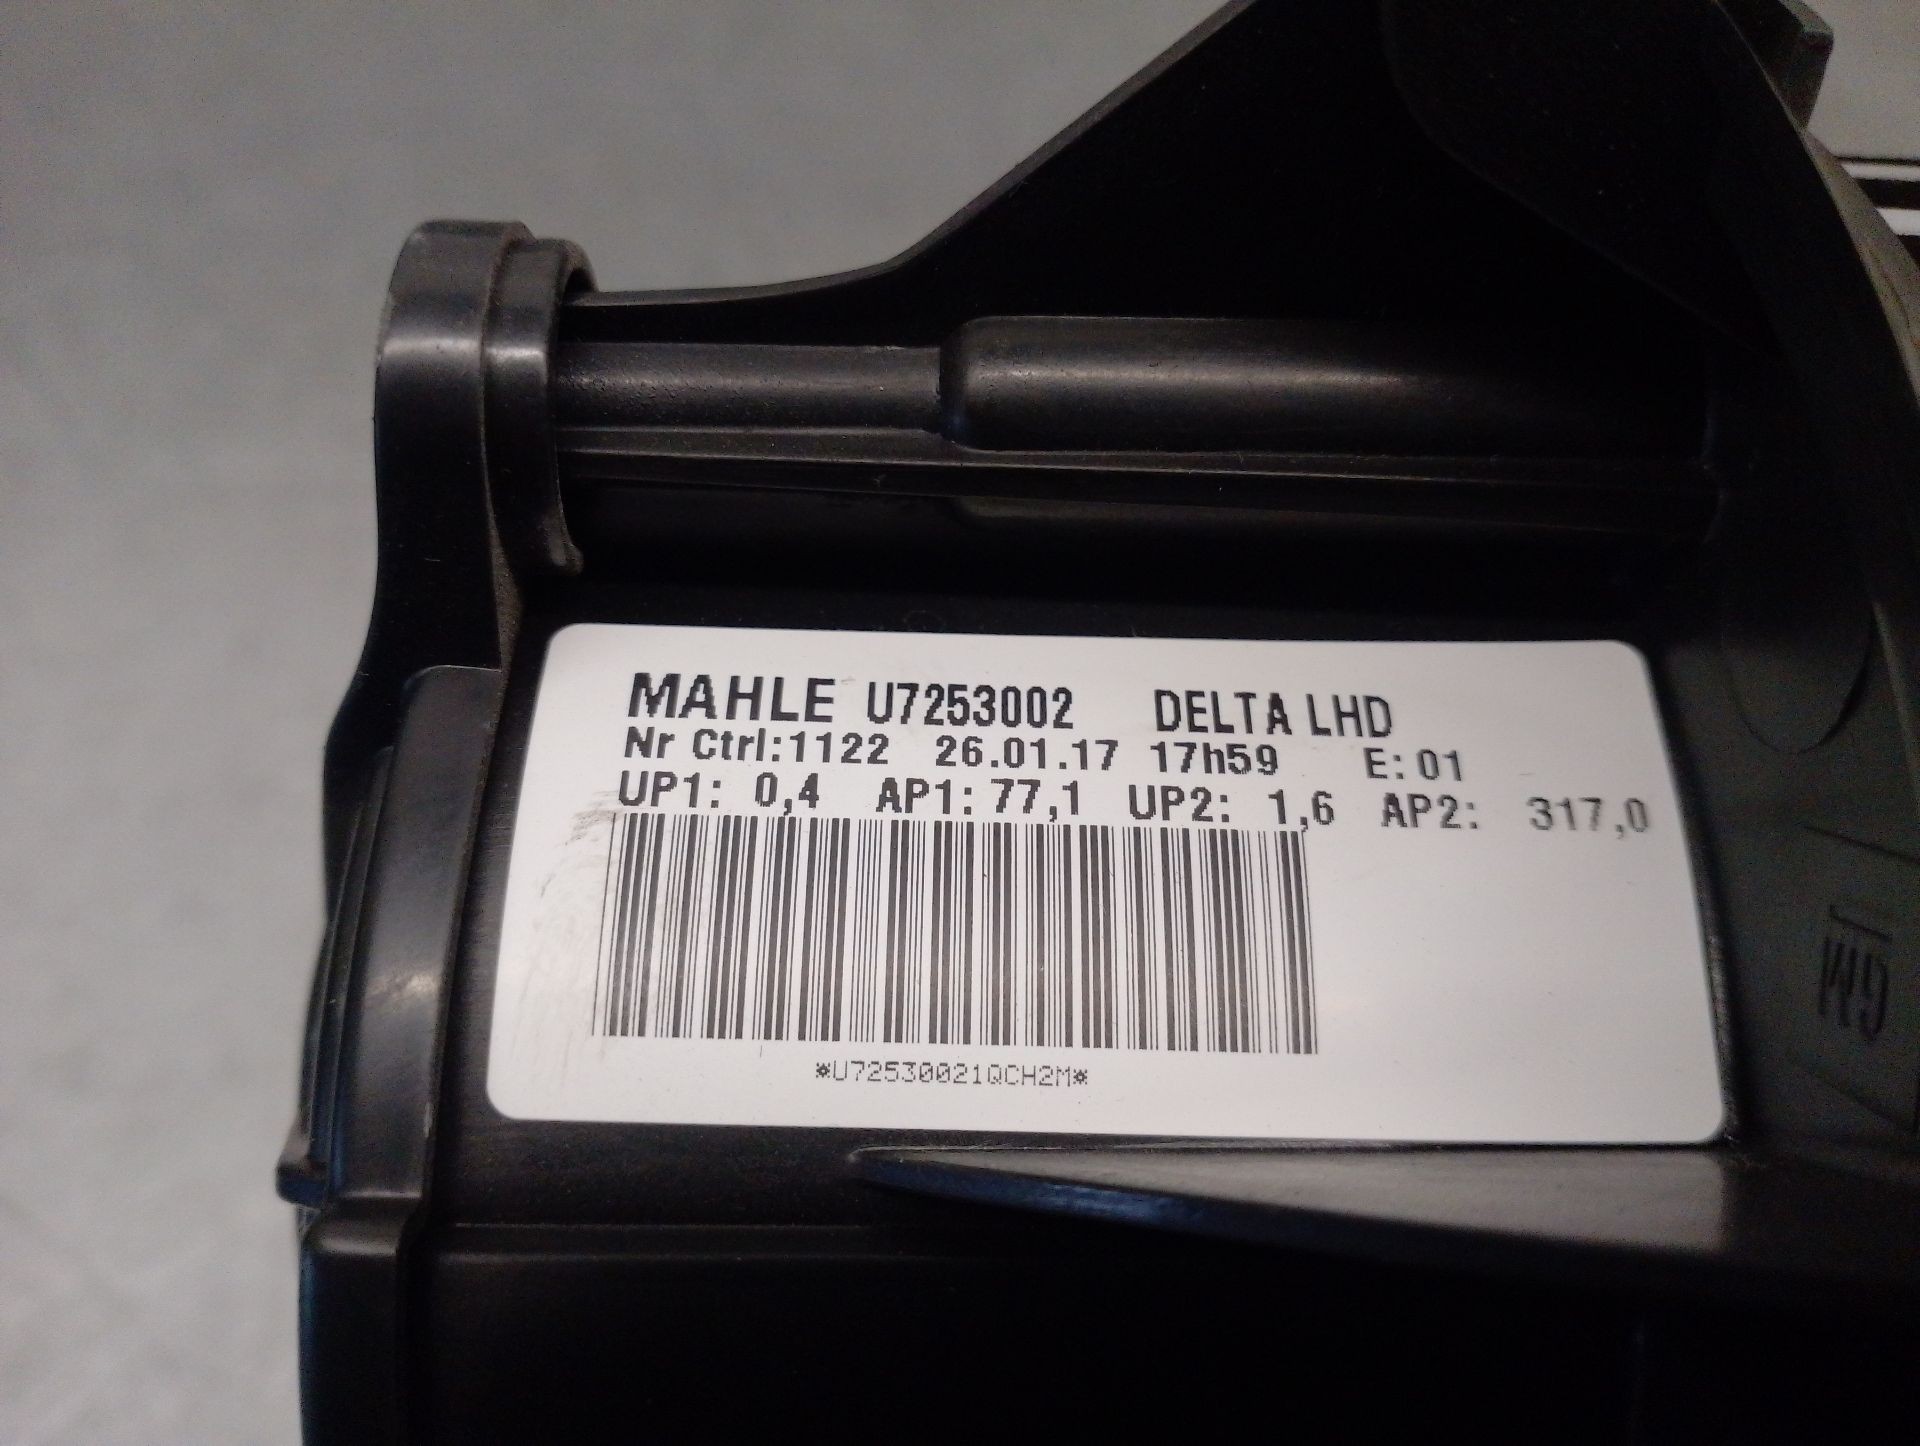 MAHLE U7253002 DELTA LHD
Nr Ctrl:1122 26.01.17 17h59 E: 01
UP1: 0,4 AP1: 77,1 UP2: 1,6 AP2: 317,0
*U72530021QCH2M*
GM